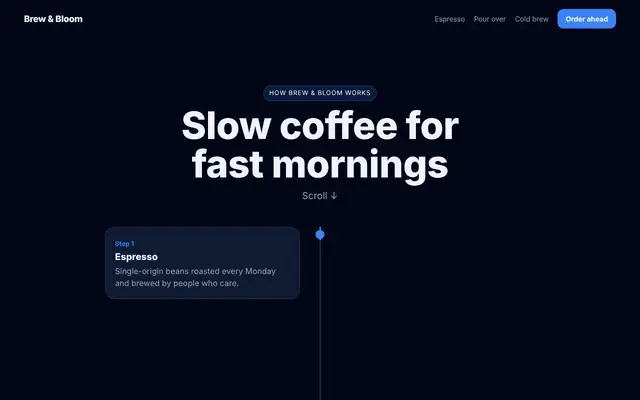 Brew & Bloom
Espresso Pour over Cold brew Order ahead
HOW BREW & BLOOM WORKS
Slow coffee for
fast mornings
Scroll ↓
Step 1
Espresso
Single-origin beans roasted every Monday
and brewed by people who care.